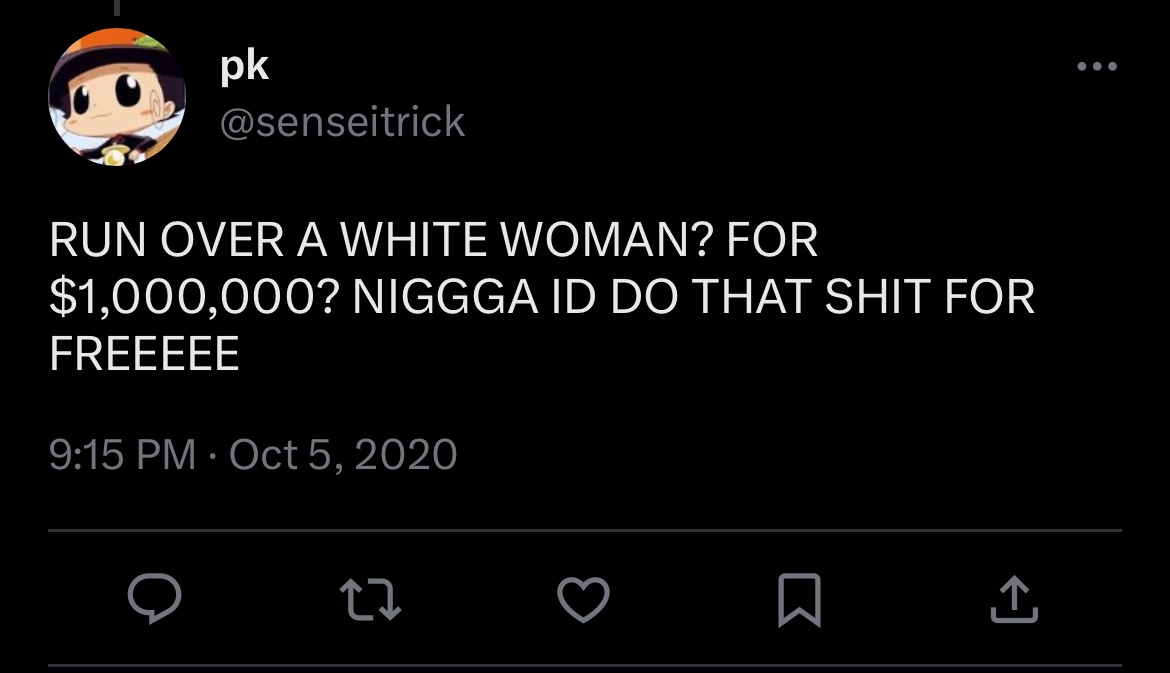 pk
@senseitrick
RUN OVER A WHITE WOMAN? FOR
$1,000,000? NIGGGA ID DO THAT SHIT FOR
FREEEEE
9:15 PM · Oct 5, 2020